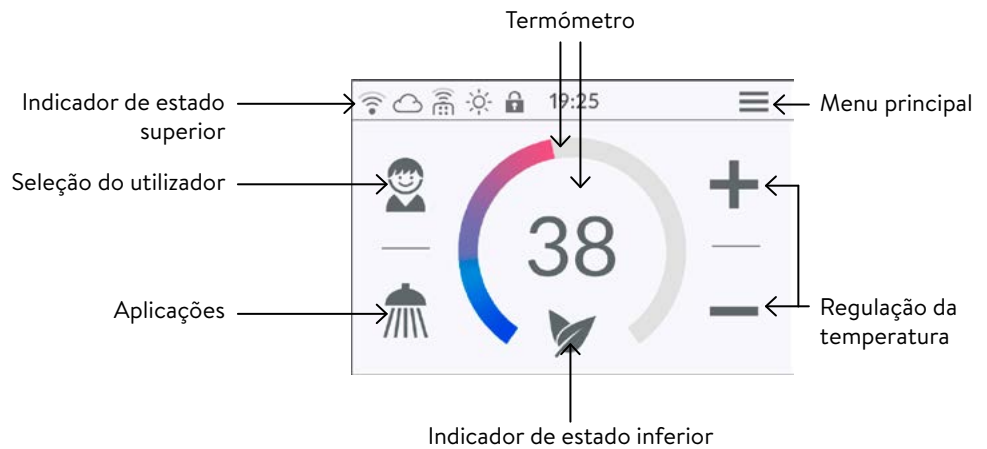 Termómetro
Indicador de estado
superior
19:25
Menu principal
Seleção do utilizador
38
Aplicações
Regulação da
temperatura
Indicador de estado inferior